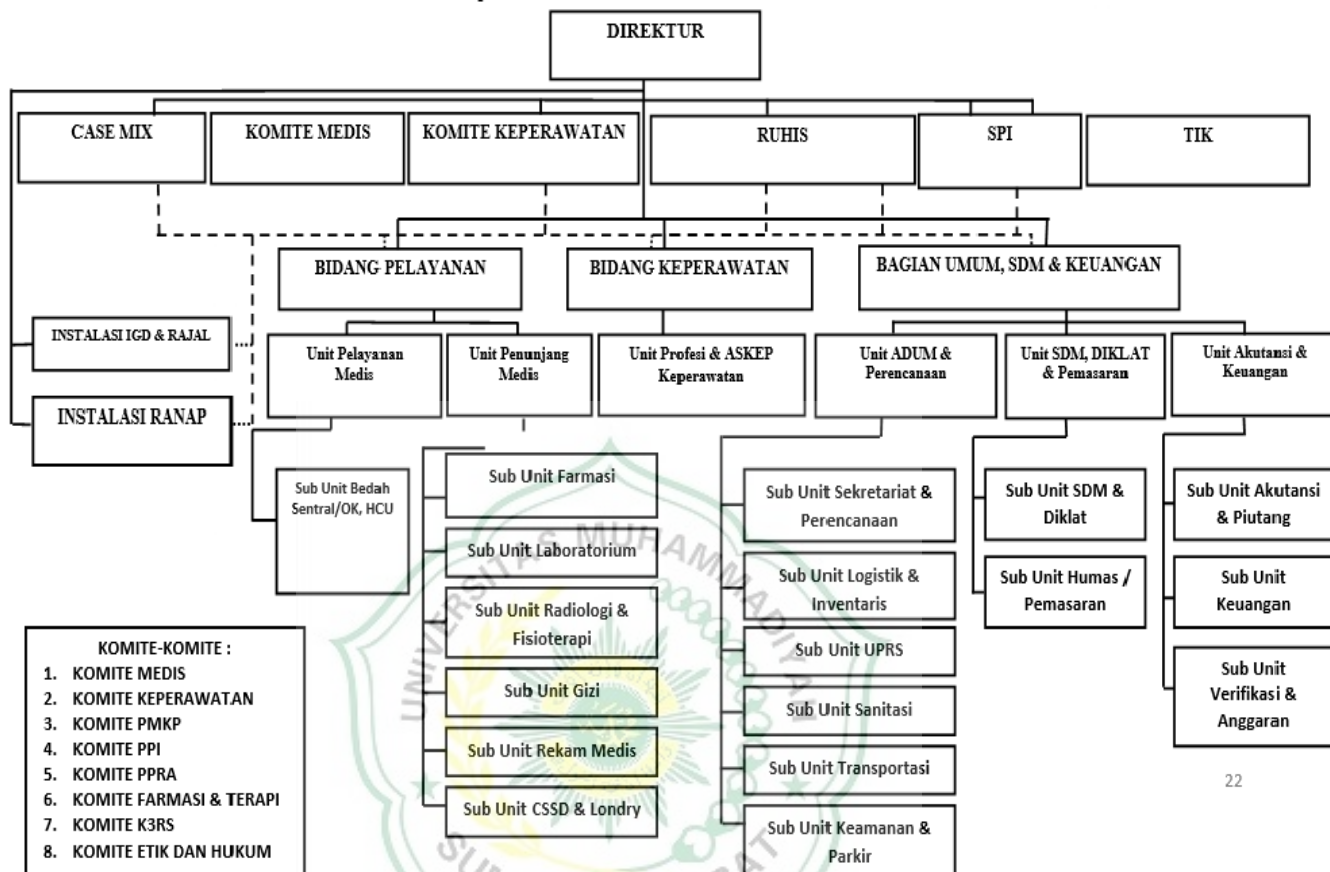 DIREKTUR
CASE MIX
KOMITE MEDIS
KOMITE KEPERAWATAN
RUHIS
SPI
TIK
BIDANG PELAYANAN
BIDANG KEPERAWATAN
BAGIAN UMUM, SDM & KEUANGAN
INSTALASI IGD & RAJAL
INSTALASI RANAP
Unit Pelayanan
Medis
Unit Penunjang
Medis
Unit Profesi & ASKEP
Keperawatan
Unit ADUM &
Perencanaan
Unit SDM, DIKLAT
& Pemasaran
Unit Akutansi &
Keuangan
Sub Unit Bedah
Sentral/OK, HCU
Sub Unit Farmasi
Sub Unit Laboratorium
Sub Unit Radiologi &
Fisioterapi
Sub Unit Gizi
Sub Unit Rekam Medis
Sub Unit CSSD & Londry
Sub Unit Sekretariat &
Perencanaan
Sub Unit Logistik &
Inventaris
Sub Unit UPRS
Sub Unit Sanitasi
Sub Unit Transportasi
Sub Unit Keamanan &
Parkir
Sub Unit SDM &
Diklat
Sub Unit Humas /
Pemasaran
Sub Unit Akutansi
& Piutang
Sub Unit
Keuangan
Sub Unit
Verifikasi &
Anggaran
KOMITE-KOMITE :
1. KOMITE MEDIS
2. KOMITE KEPERAWATAN
3. KOMITE PMKP
4. KOMITE PPI
5. KOMITE PPRA
6. KOMITE FARMASI & TERAPI
7. KOMITE K3RS
8. KOMITE ETIK DAN HUKUM
UNIVERSITAS MUHAMMADIYAH
22